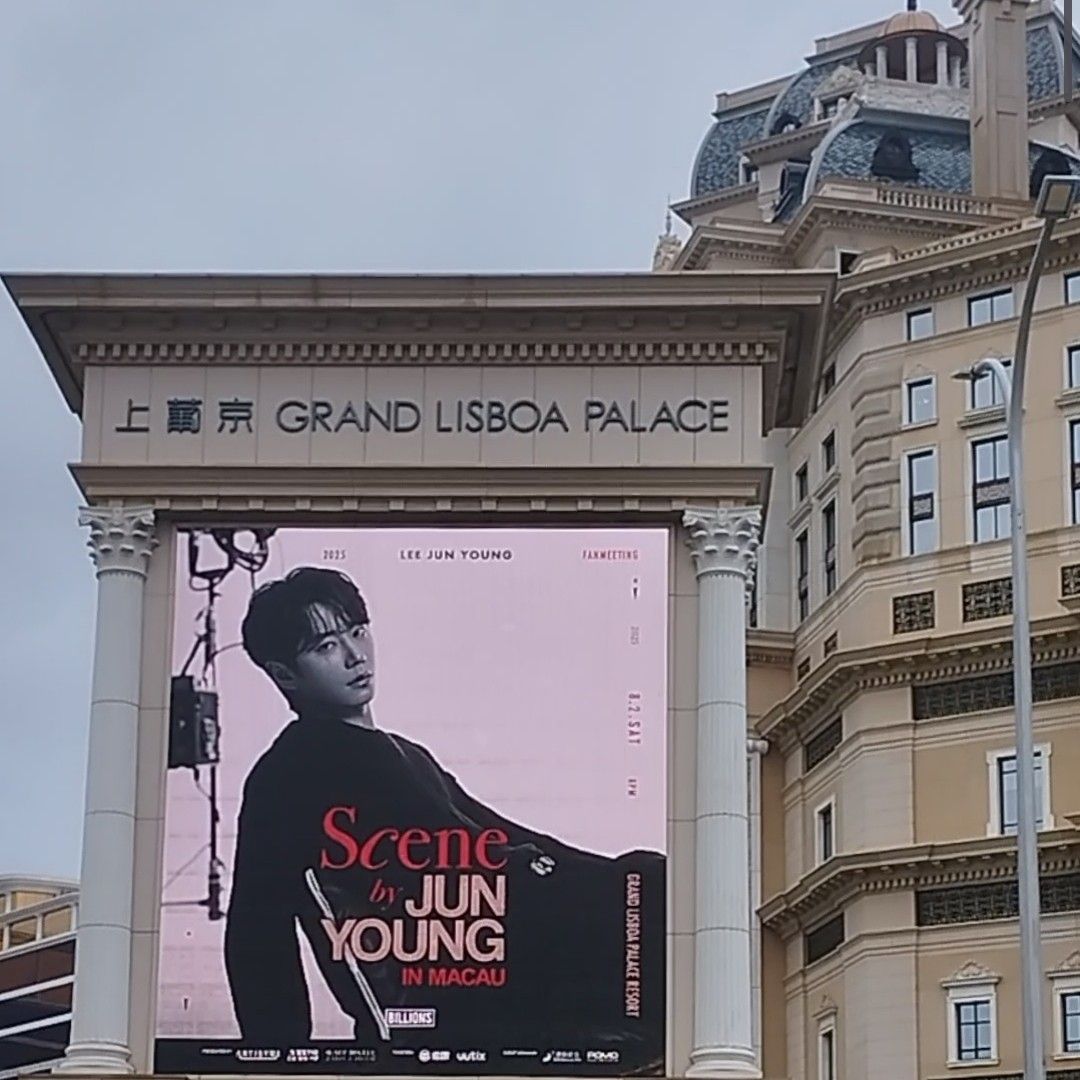 上葡京 GRAND LISBOA PALACE
2025 LEE JUN YOUNG FANMEETING
2025
8.2.SAT
6PM
Scene
by JUN
YOUNG
IN MACAU
GRAND LISBOA PALACE RESORT
BILLIONS
uutix